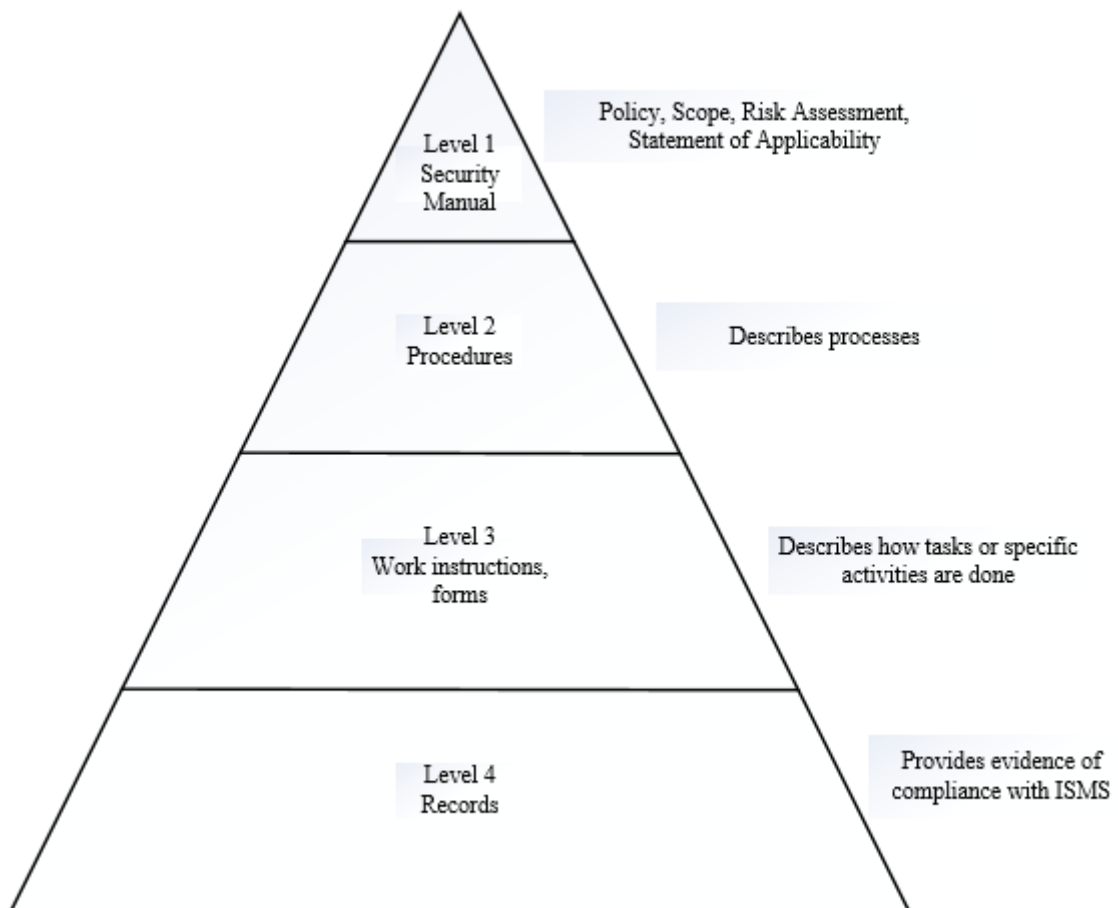 Level 1
Security
Manual
Policy, Scope, Risk Assessment,
Statement of Applicability
Level 2
Procedures
Describes processes
Level 3
Work instructions,
forms
Describes how tasks or specific
activities are done
Level 4
Records
Provides evidence of
compliance with ISMS